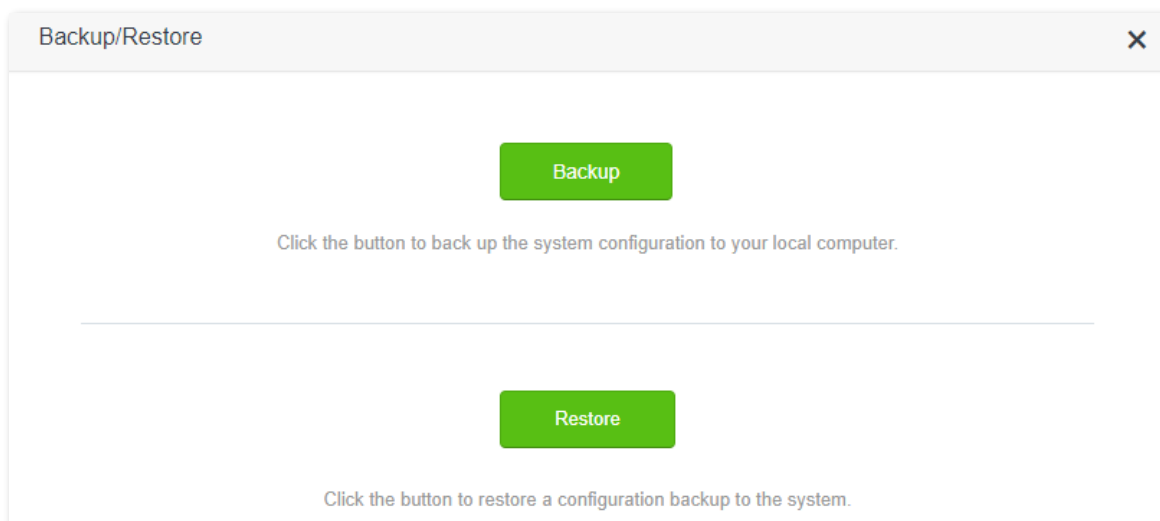 Backup/Restore
Backup
Click the button to back up the system configuration to your local computer.
Restore
Click the button to restore a configuration backup to the system.